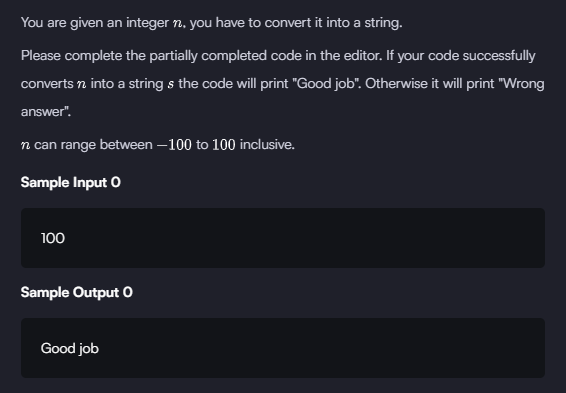 You are given an integer n, you have to convert it into a string.
Please complete the partially completed code in the editor. If your code successfully
converts n into a string s the code will print "Good job". Otherwise it will print "Wrong
answer".
n can range between −100 to 100 inclusive.
Sample Input 0
100
Sample Output 0
Good job